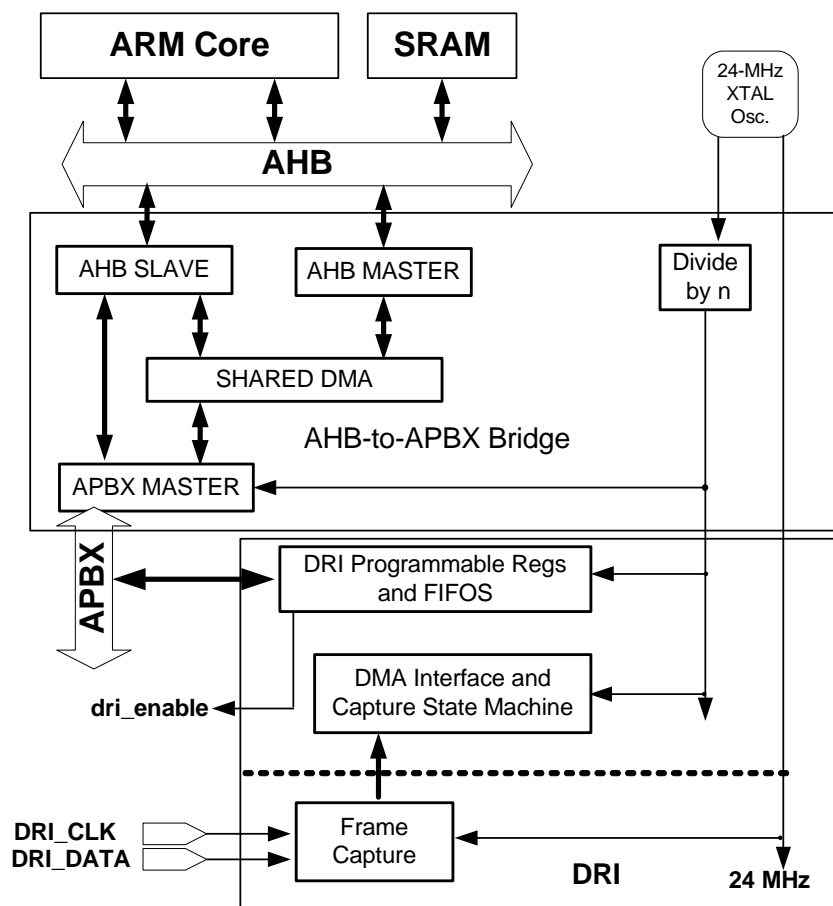 ARM Core
SRAM
24-MHz
XTAL
Osc.
AHB
AHB SLAVE
AHB MASTER
Divide
by n
SHARED DMA
AHB-to-APBX Bridge
APBX MASTER
APBX
DRI Programmable Regs
and FIFOS
DMA Interface and
Capture State Machine
dri_enable
DRI_CLK
DRI_DATA
Frame
Capture
DRI
24 MHz